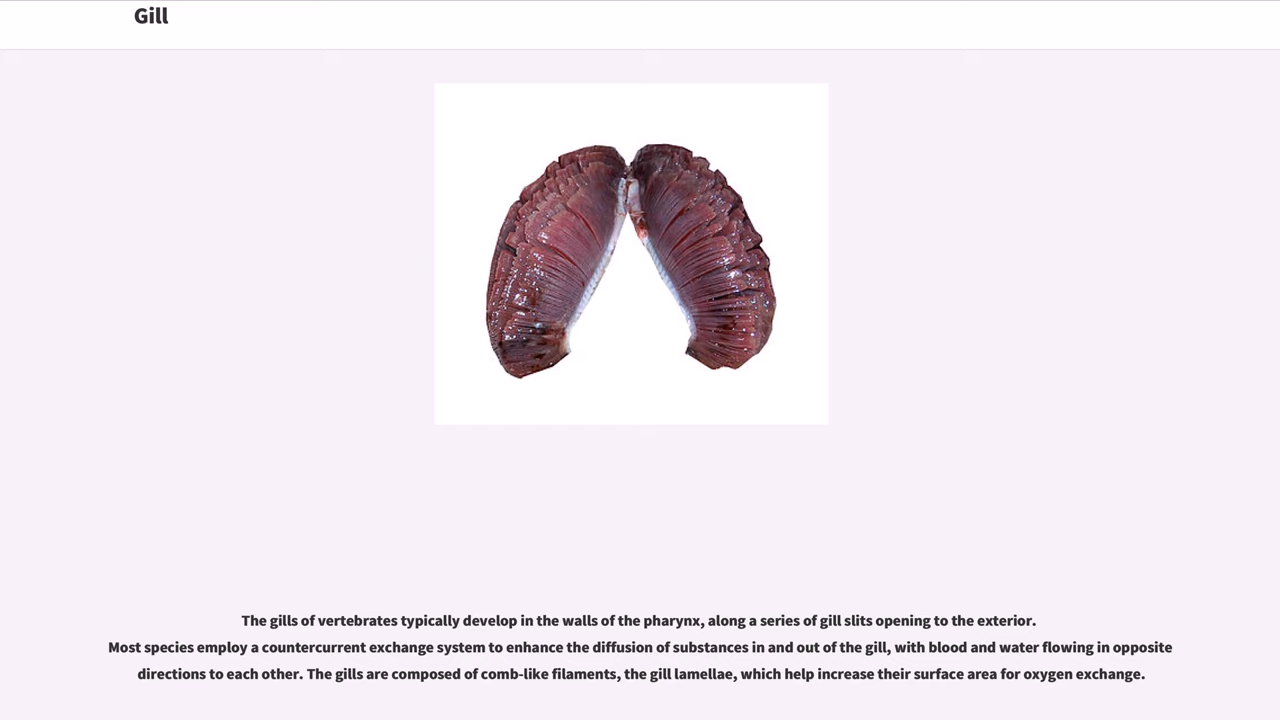 Gill
The gills of vertebrates typically develop in the walls of the pharynx, along a series of gill slits opening to the exterior.
Most species employ a countercurrent exchange system to enhance the diffusion of substances in and out of the gill, with blood and water flowing in opposite
directions to each other. The gills are composed of comb-like filaments, the gill lamellae, which help increase their surface area for oxygen exchange.